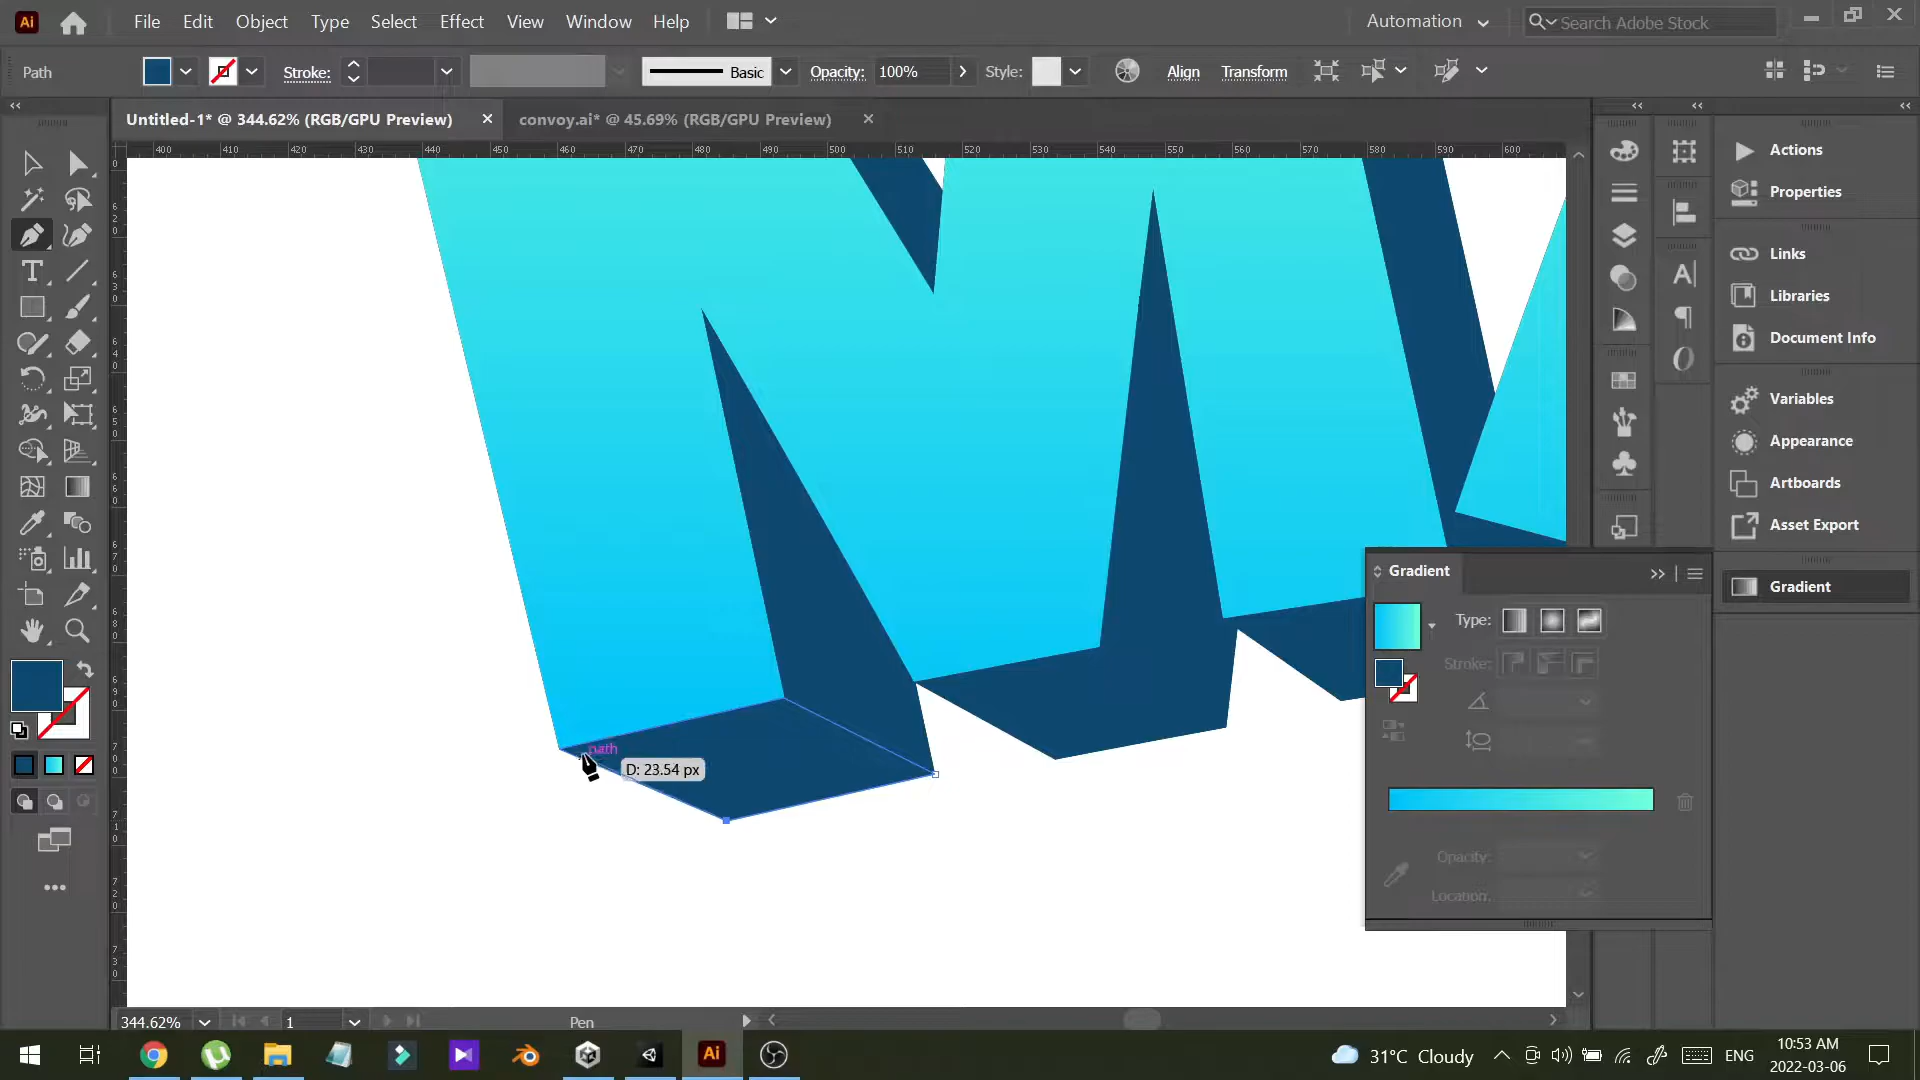 Ai File Edit Object Type Select Effect View Window Help Automation Search Adobe Stock
Path Stroke: Basic Opacity: 100% Style: Align Transform
Untitled-1* @ 344.62% (RGB/GPU Preview) convoy.ai* @ 45.69% (RGB/GPU Preview)
400 410 420 430 440 450 460 470 480 490 500 510 520 530 540 550 560 570 580 590 600
Actions
Properties
Links
Libraries
Document Info
Variables
Appearance
Artboards
Asset Export
Gradient
Gradient
Type:
Stroke:
Opacity:
Location:
path
D: 23.54 px
344.62% 1 Pen
Ai 31°C Cloudy ENG 10:53 AM
2022-03-06